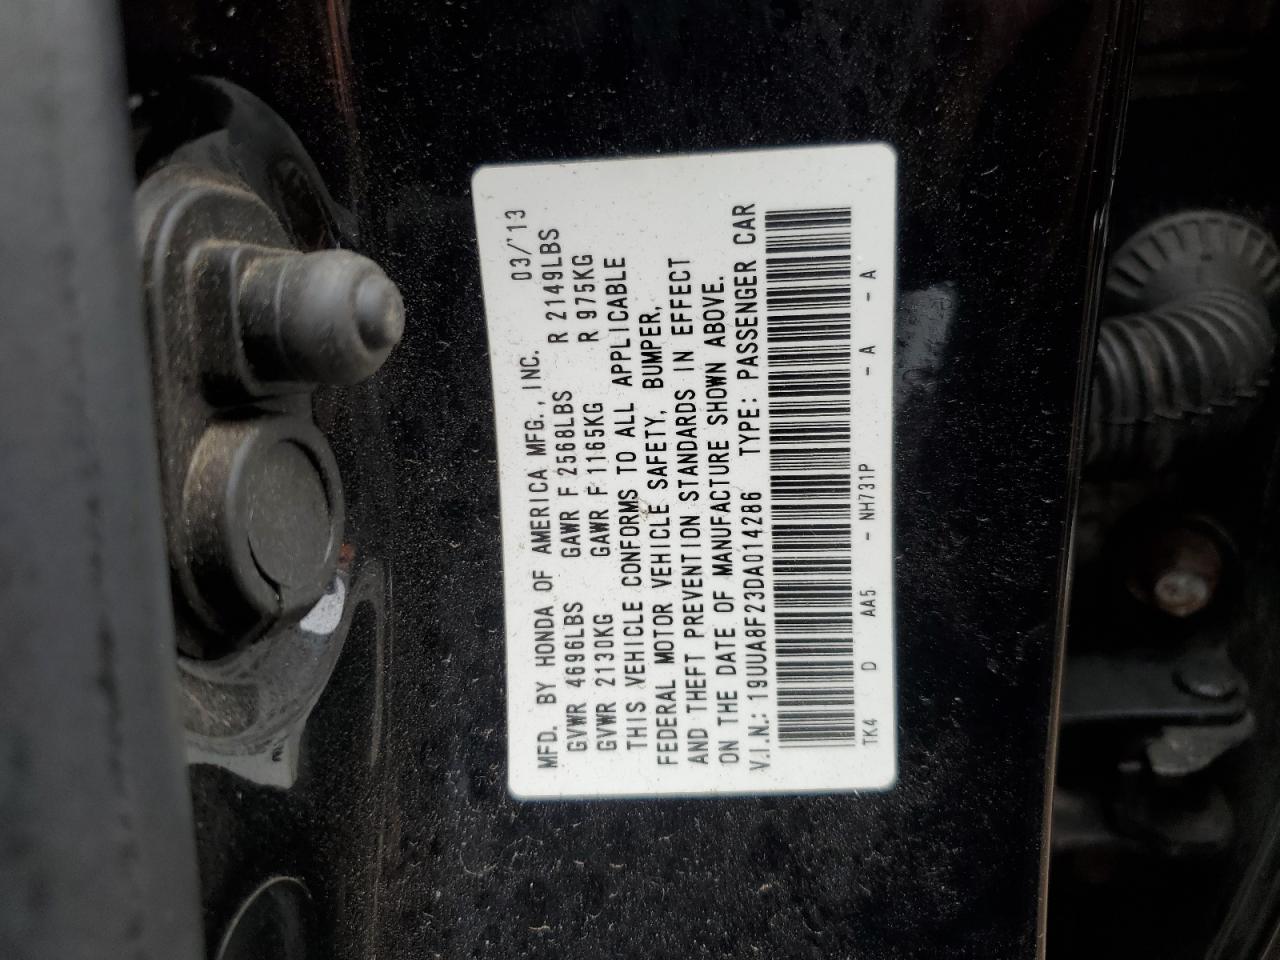 MFD. BY HONDA OF AMERICA MFG., INC. 03/'13
GVWR 4696LBS GAWR F 2568LBS R 2149LBS
GVWR 2130KG GAWR F 1165KG R 975KG
THIS VEHICLE CONFORMS TO ALL APPLICABLE
FEDERAL MOTOR VEHICLE SAFETY, BUMPER,
AND THEFT PREVENTION STANDARDS IN EFFECT
ON THE DATE OF MANUFACTURE SHOWN ABOVE.
V.I.N.: 19UUA8F23DA014286 TYPE: PASSENGER CAR
TK4 D AA5 - NH731P - A - A